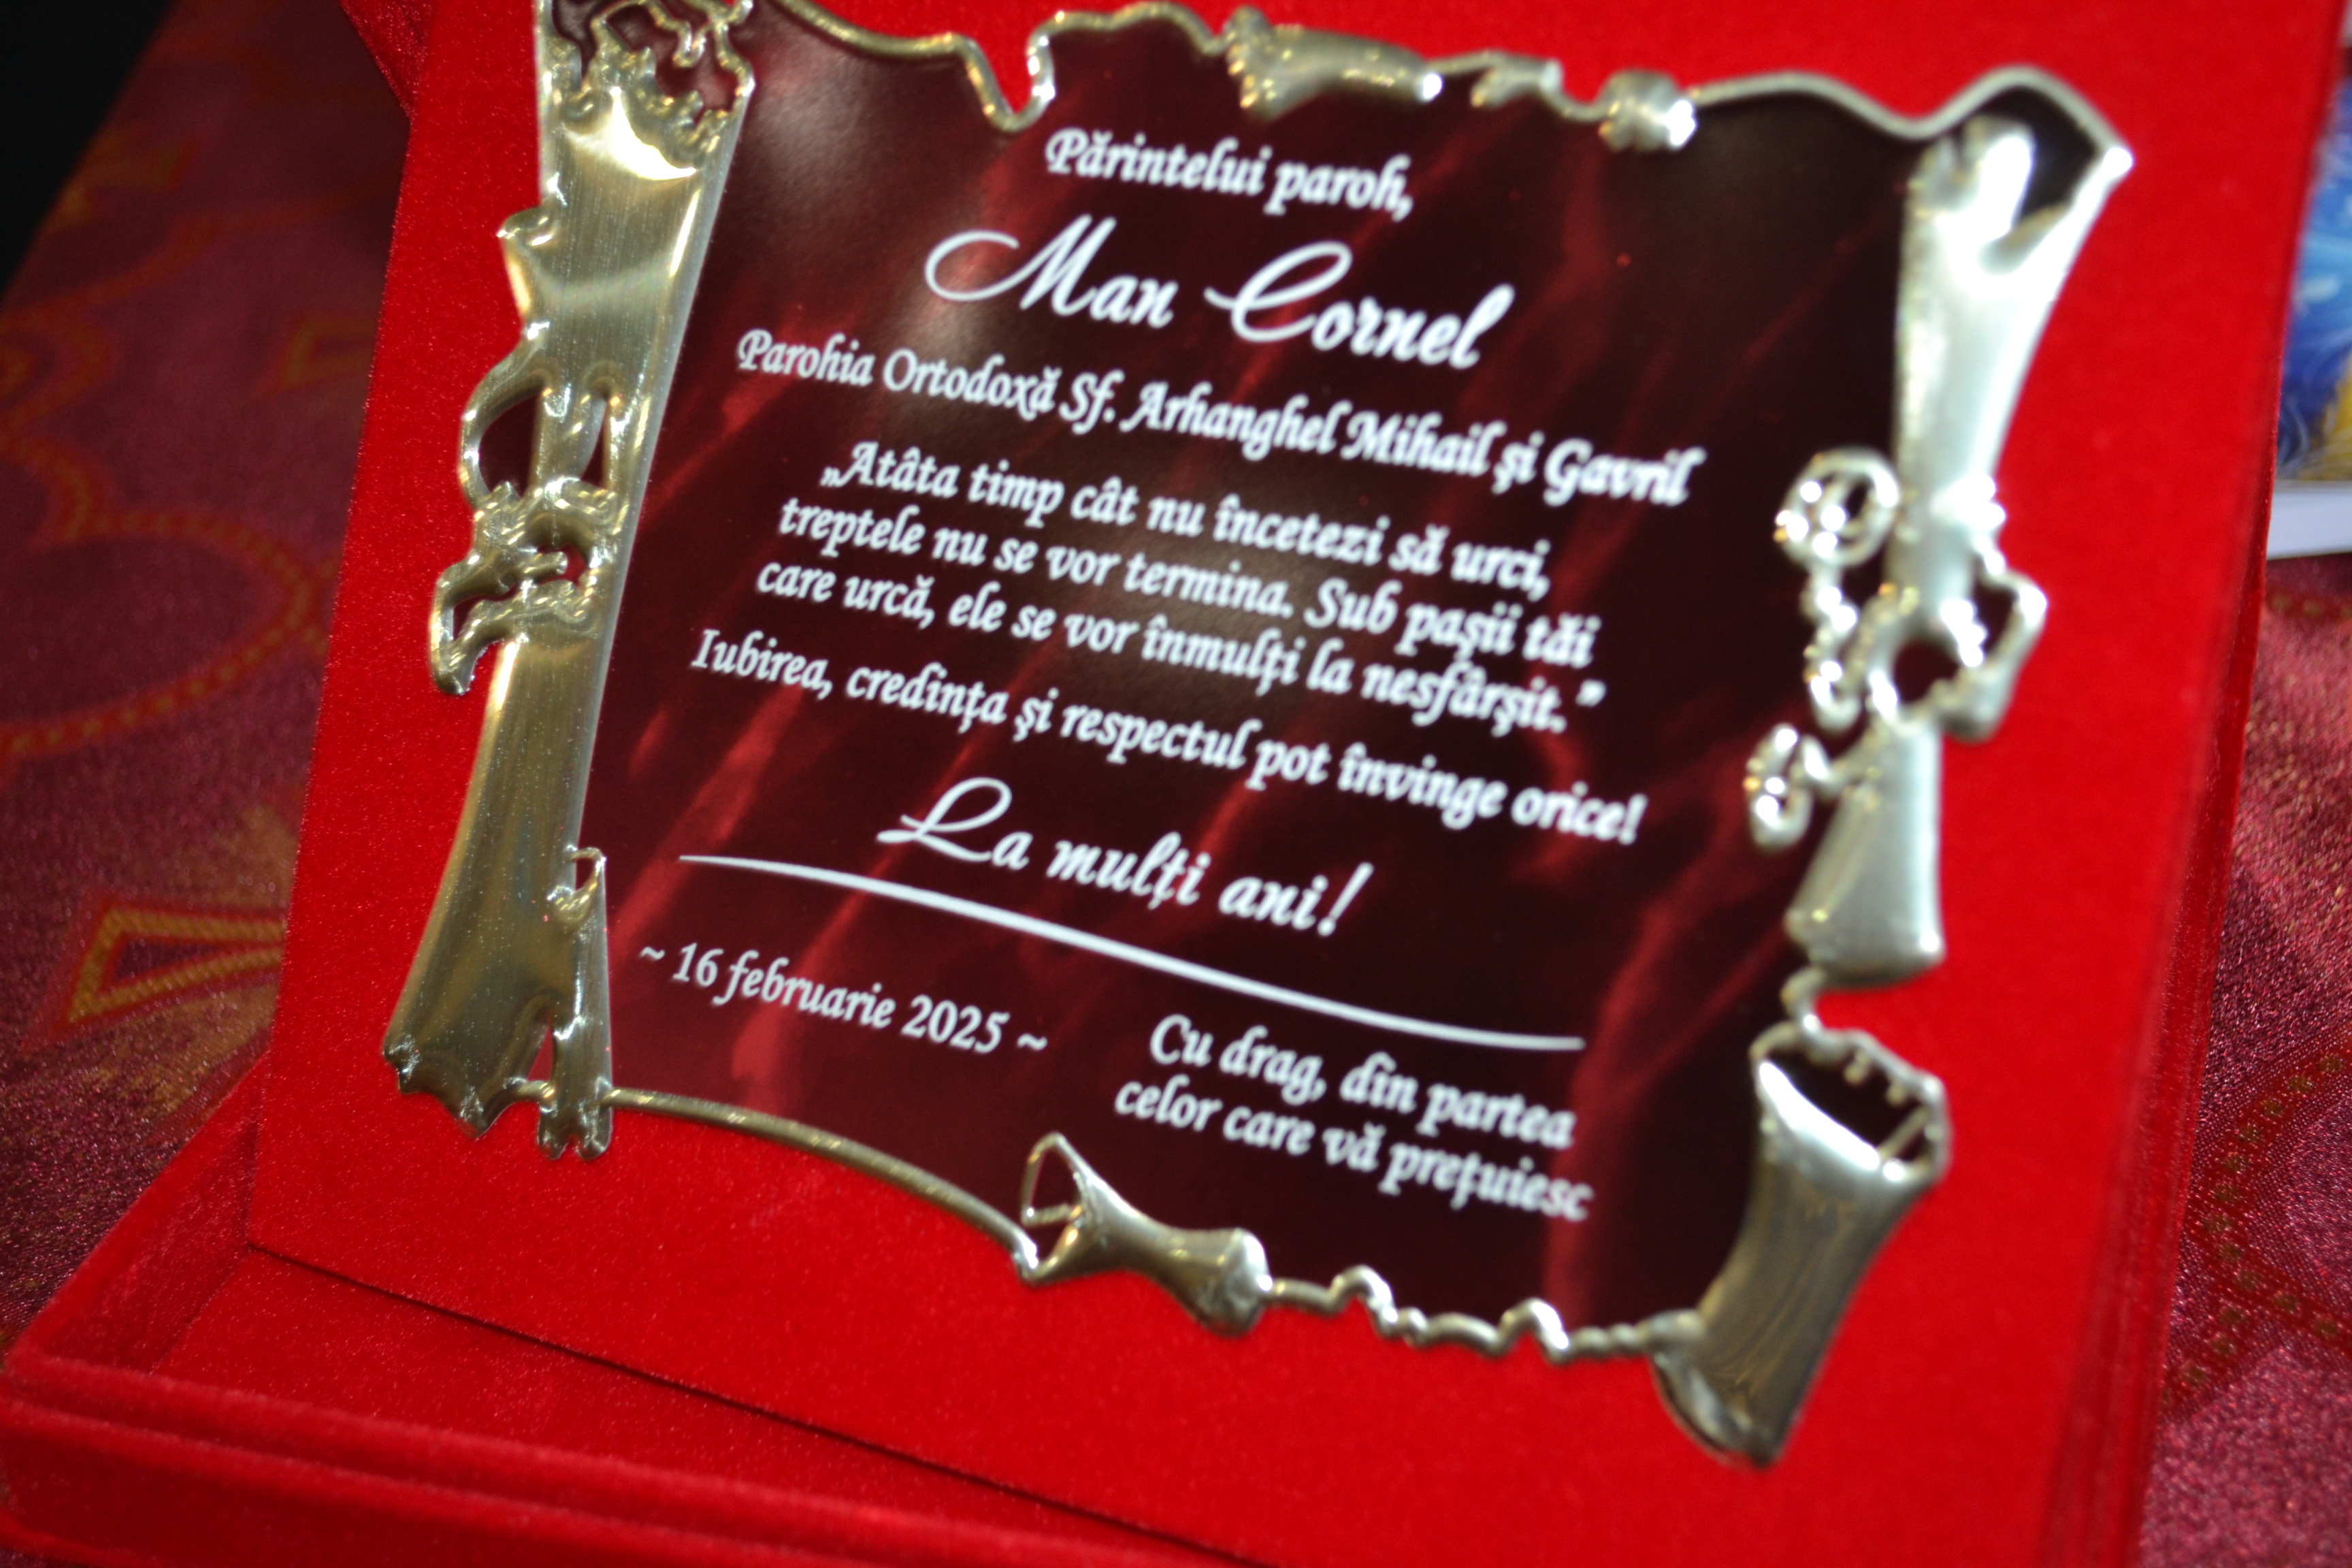 Părintelui paroh,
Man Cornel
Parohia Ortodoxă Sf. Arhanghel Mihail și Gavril
„Atâta timp cât nu încetezi să urci,
treptele nu se vor termina. Sub pașii tăi
care urcă, ele se vor înmulți la nesfârșit.”
Iubirea, credința și respectul pot învinge orice!
La mulți ani!
~ 16 februarie 2025 ~
Cu drag, din partea
celor care vă prețuiesc